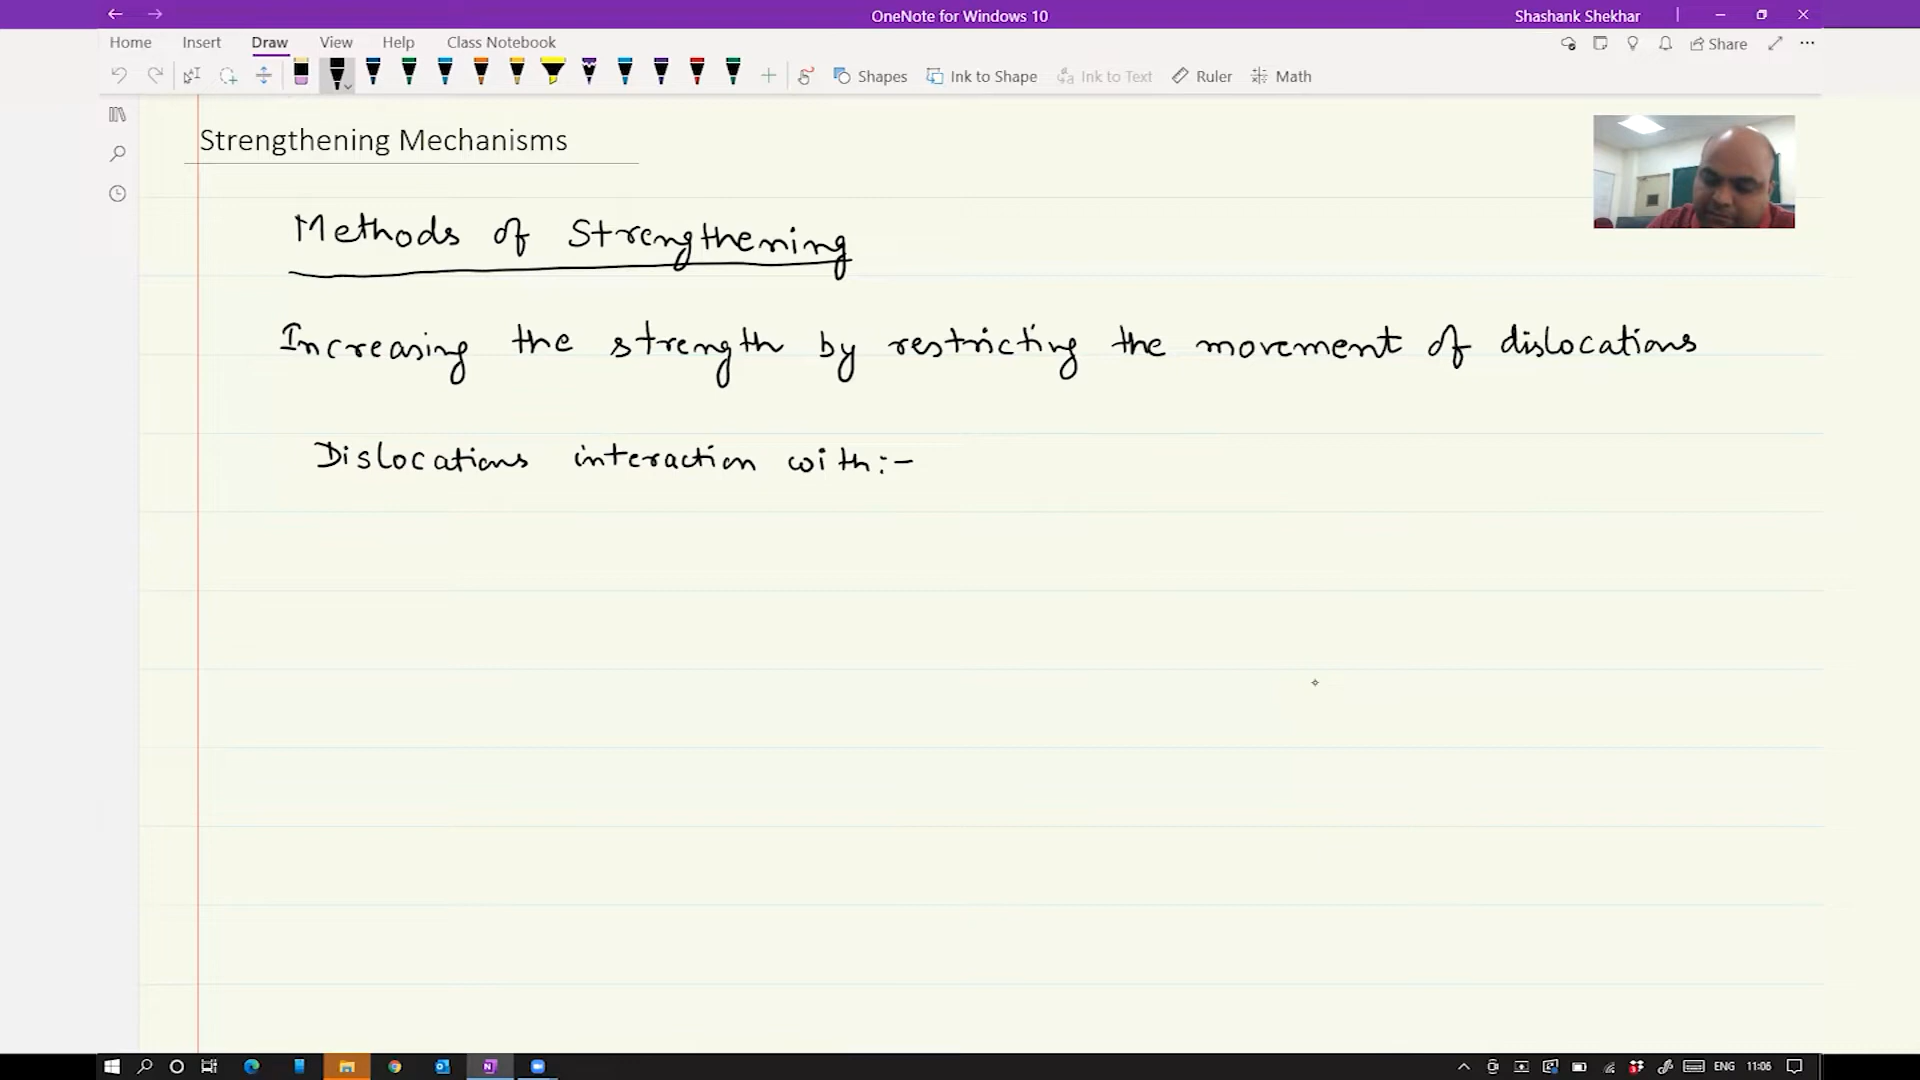 OneNote for Windows 10
Shashank Shekhar
Home Insert Draw View Help Class Notebook
Share
Shapes Ink to Shape Ink to Text Ruler Math
Strengthening Mechanisms
Methods of Strengthening
Increasing the strength by restricting the movement of dislocations
Dislocations interaction with:-
ENG 11:06